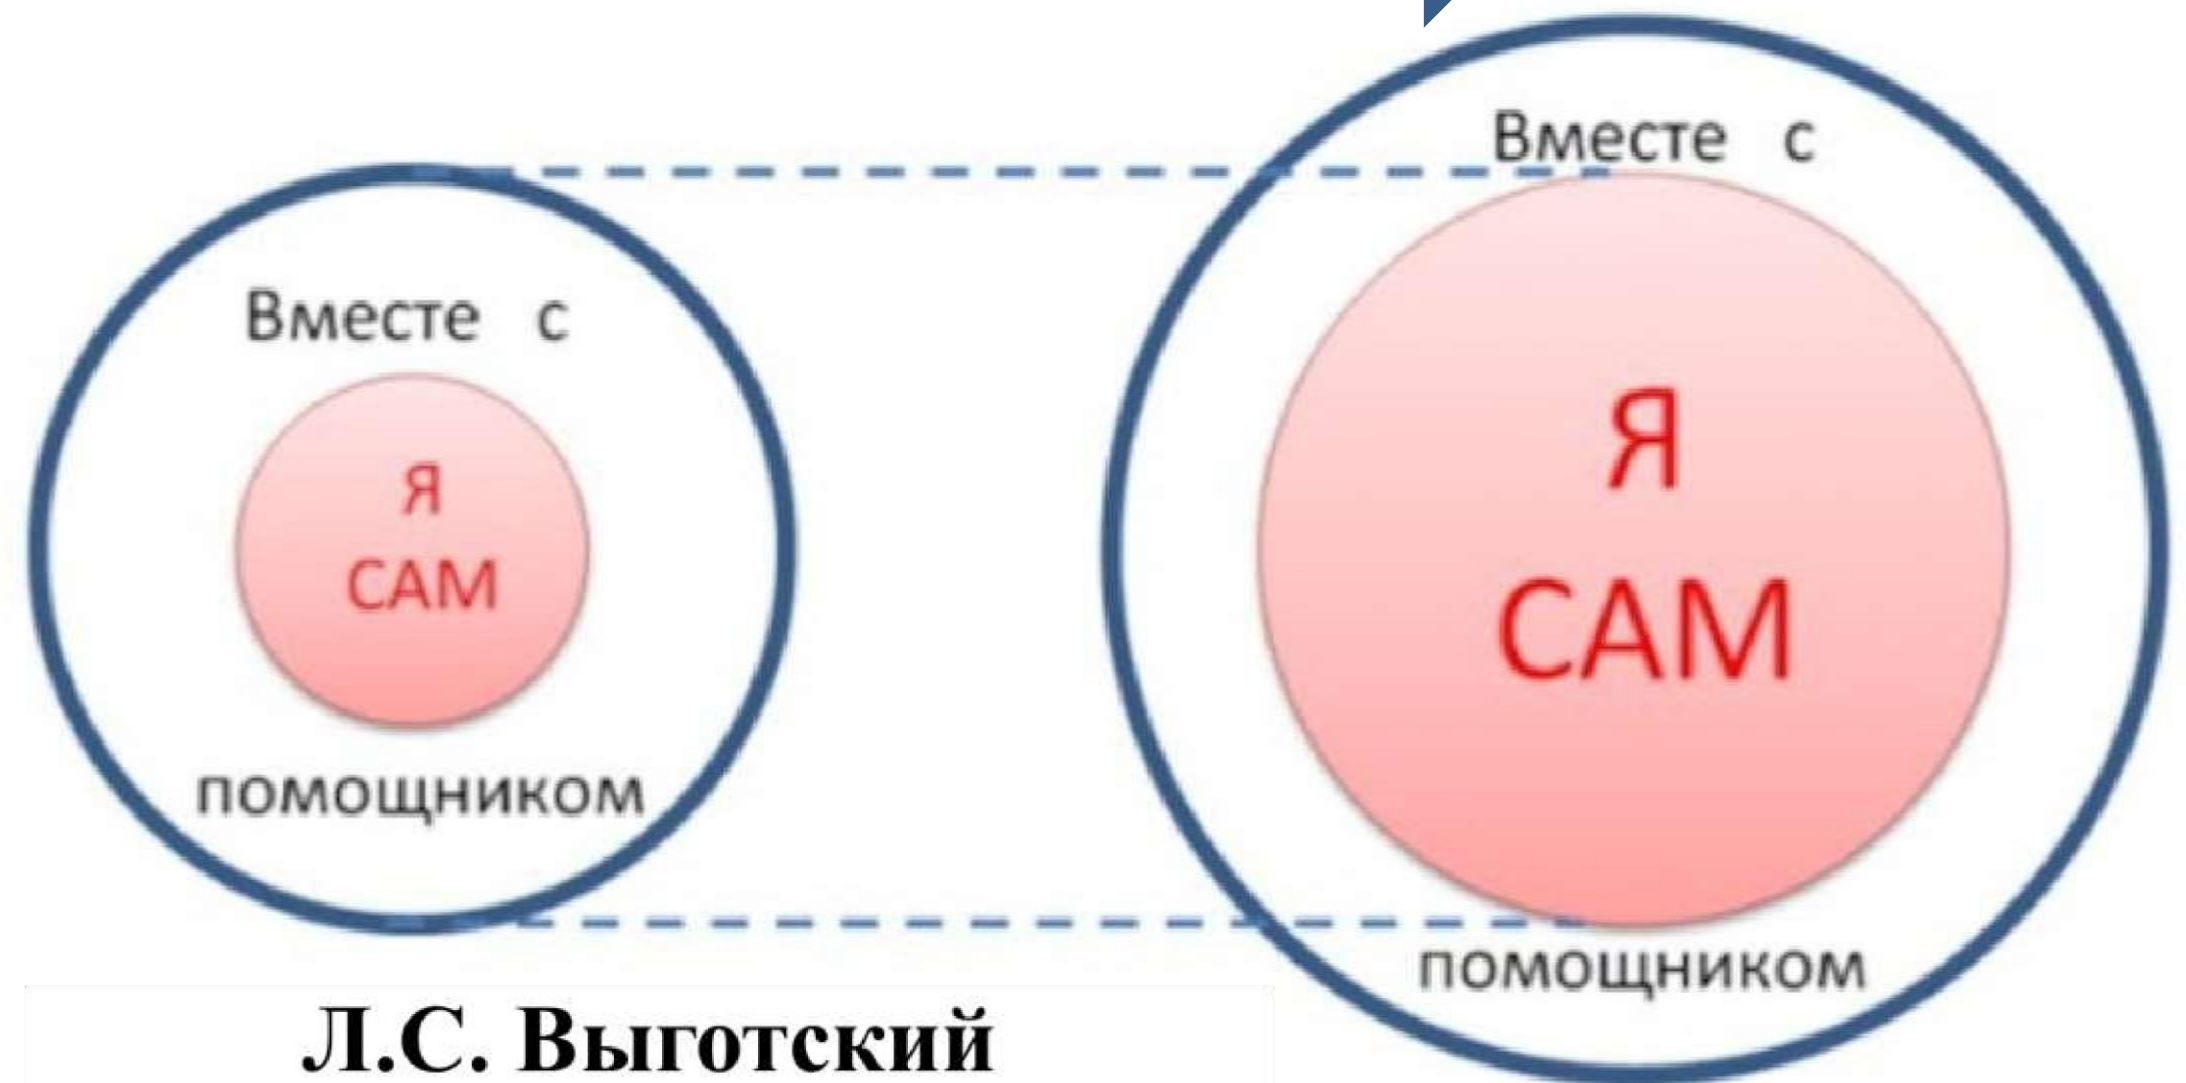 Вместе с
Я
САМ
помощником
Вместе с
Я
САМ
помощником
Л.С. Выготский